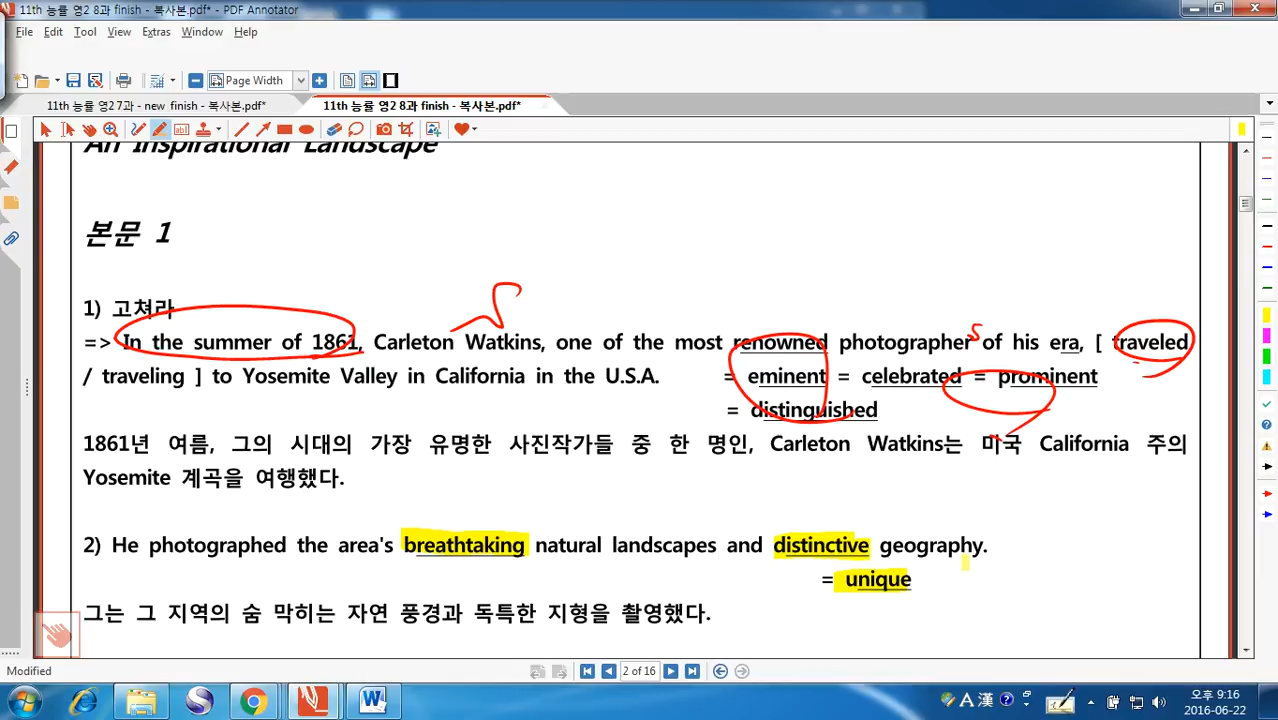 11th 능률 영2 8과 finish - 복사본.pdf* - PDF Annotator
File Edit Tool View Extras Window Help
Page Width
11th 능률 영2 7과 - new finish - 복사본.pdf*
11th 능률 영2 8과 finish - 복사본.pdf*
An Inspirational Landscape
본문 1
1) 고쳐라
=> In the summer of 1861, Carleton Watkins, one of the most renowned photographer s of his era, [ traveled
/ traveling ] to Yosemite Valley in California in the U.S.A. = eminent = celebrated = prominent
= distinguished
1861년 여름, 그의 시대의 가장 유명한 사진작가들 중 한 명인, Carleton Watkins는 미국 California 주의
Yosemite 계곡을 여행했다.
2) He photographed the area's breathtaking natural landscapes and distinctive geography.
= unique
그는 그 지역의 숨 막히는 자연 풍경과 독특한 지형을 촬영했다.
Modified
2 of 16
A 漢
오후 9:16
2016-06-22